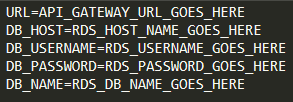 URL=API_GATEWAY_URL_GOES_HERE
DB_HOST=RDS_HOST_NAME_GOES_HERE
DB_USERNAME=RDS_USERNAME_GOES_HERE
DB_PASSWORD=RDS_PASSWORD_GOES_HERE
DB_NAME=RDS_DB_NAME_GOES_HERE